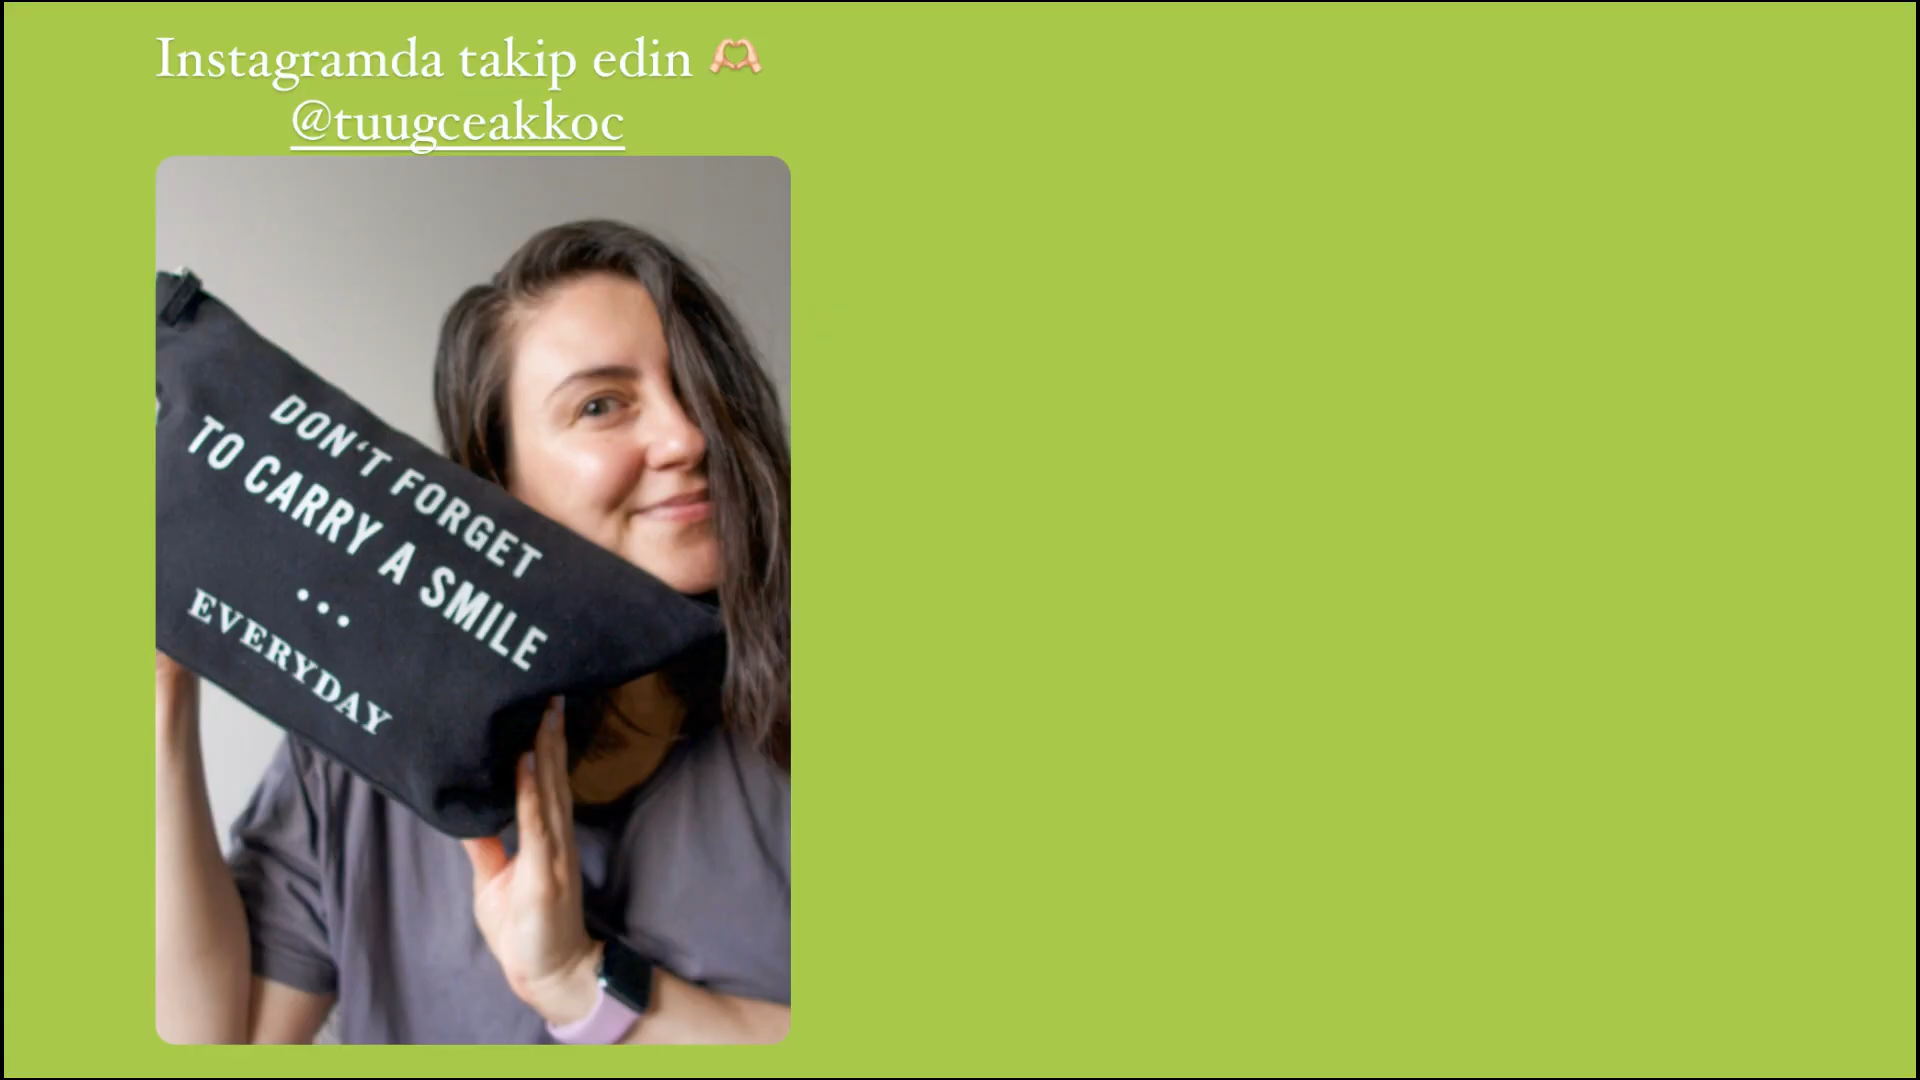 Instagramda takip edin 🫶🏻
@tuugceakkoc
DON'T FORGET
TO CARRY A SMILE
...
EVERYDAY